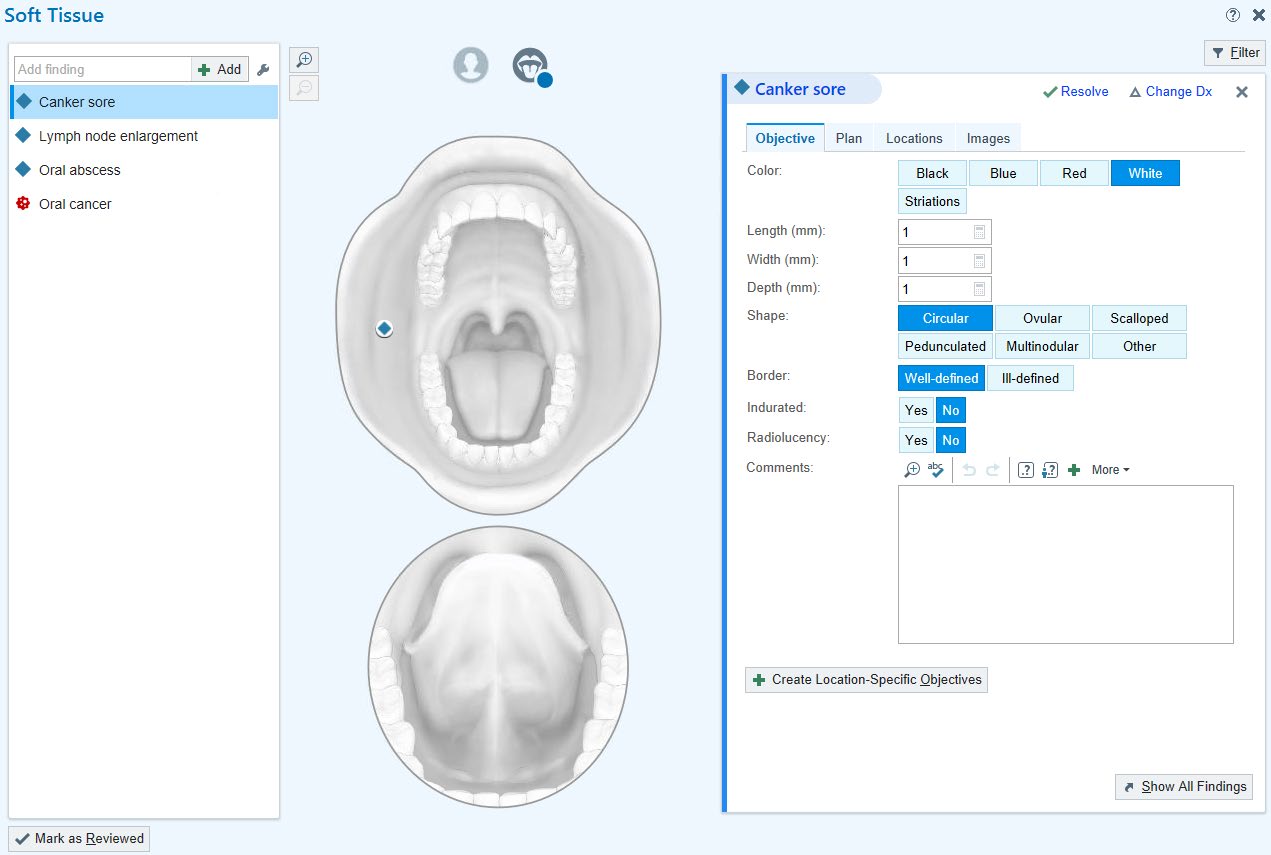 Soft Tissue
Filter
Add finding
Add
Canker sore
Lymph node enlargement
Oral abscess
Oral cancer
Canker sore
Resolve
Change Dx
Objective Plan Locations Images
Color: Black Blue Red White
Striations
Length (mm): 1
Width (mm): 1
Depth (mm): 1
Shape: Circular Ovular Scalloped
Pedunculated Multinodular Other
Border: Well-defined Ill-defined
Indurated: Yes No
Radiolucency: Yes No
Comments: abc More
Create Location-Specific Objectives
Show All Findings
Mark as Reviewed